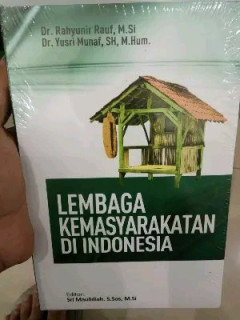 Dr. Rahyunir Rauf, M.Si
Dr. Yusri Munaf, SH, M.Hum.
LEMBAGA
KEMASYARAKATAN
DI INDONESIA
Editor:
Sri Maulidiah, S.Sos, M.Si